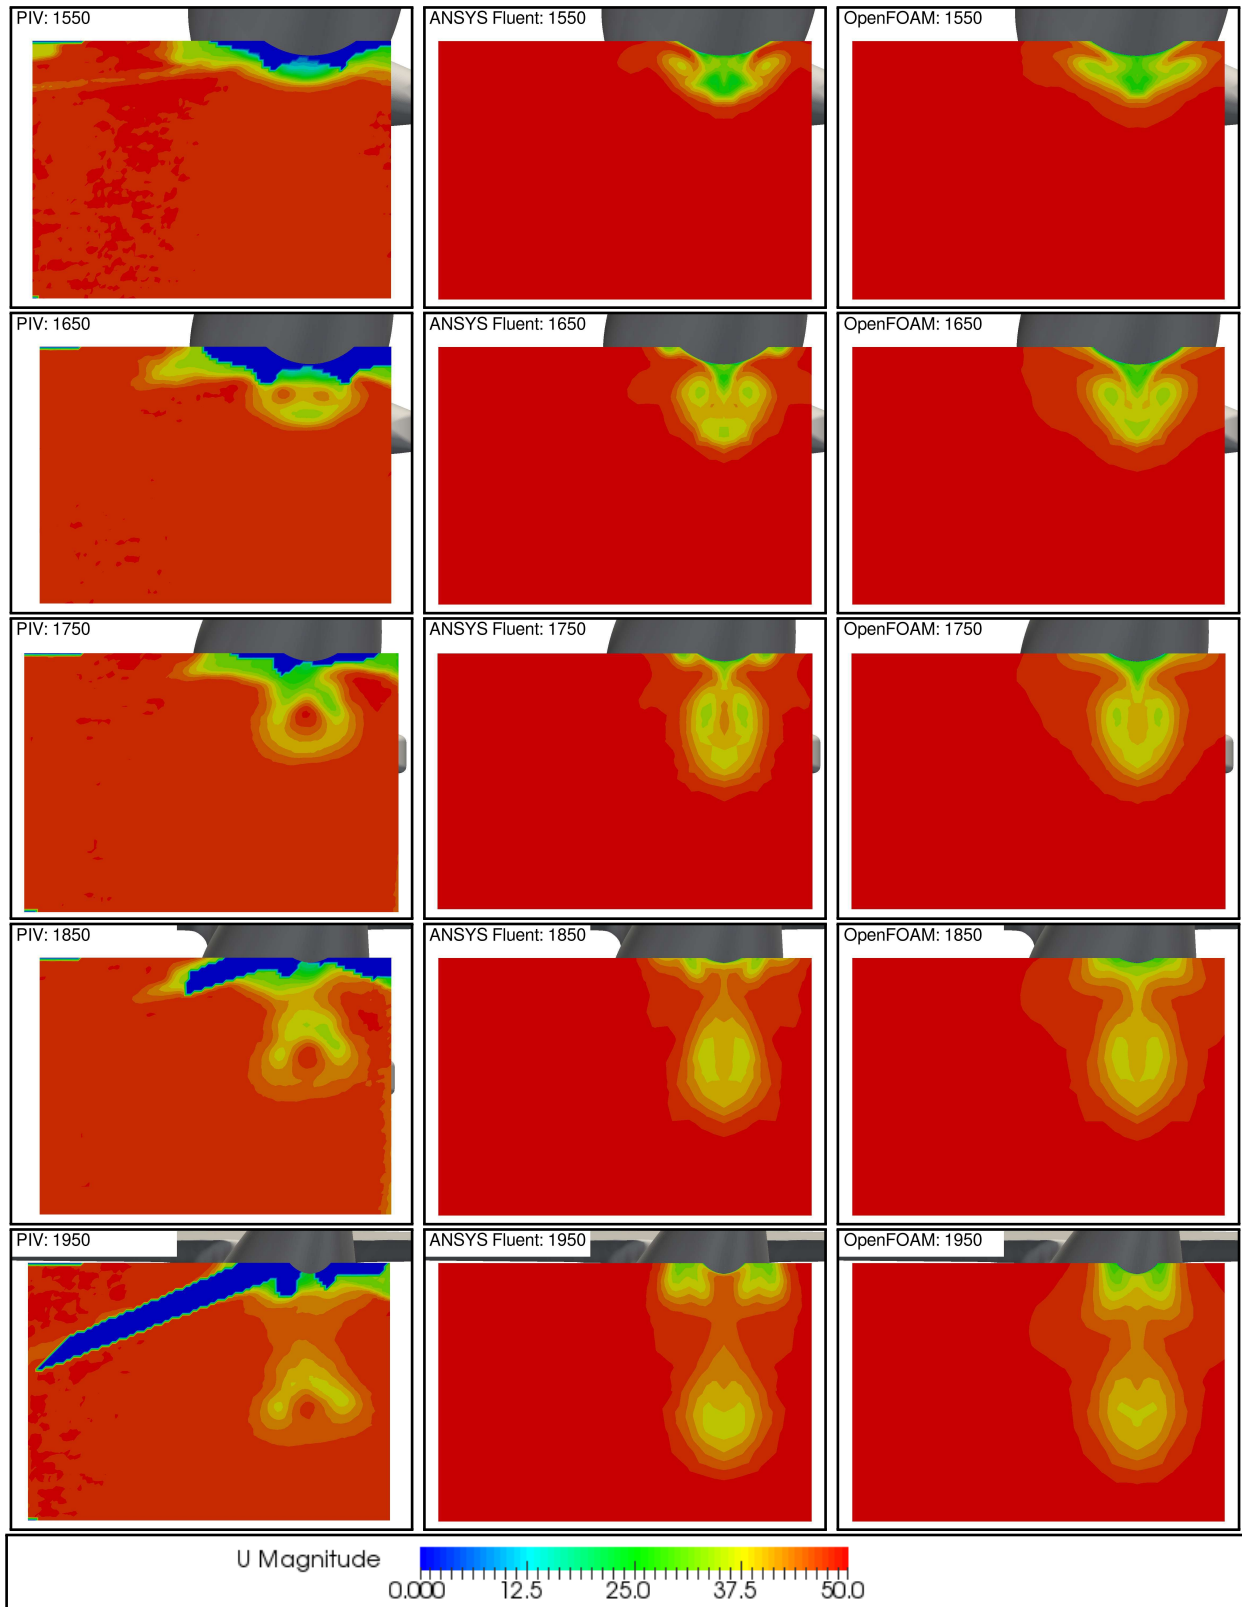 PIV: 1550
ANSYS Fluent: 1550
OpenFOAM: 1550
PIV: 1650
ANSYS Fluent: 1650
OpenFOAM: 1650
PIV: 1750
ANSYS Fluent: 1750
OpenFOAM: 1750
PIV: 1850
ANSYS Fluent: 1850
OpenFOAM: 1850
PIV: 1950
ANSYS Fluent: 1950
OpenFOAM: 1950
U Magnitude
0.000 12.5 25.0 37.5 50.0